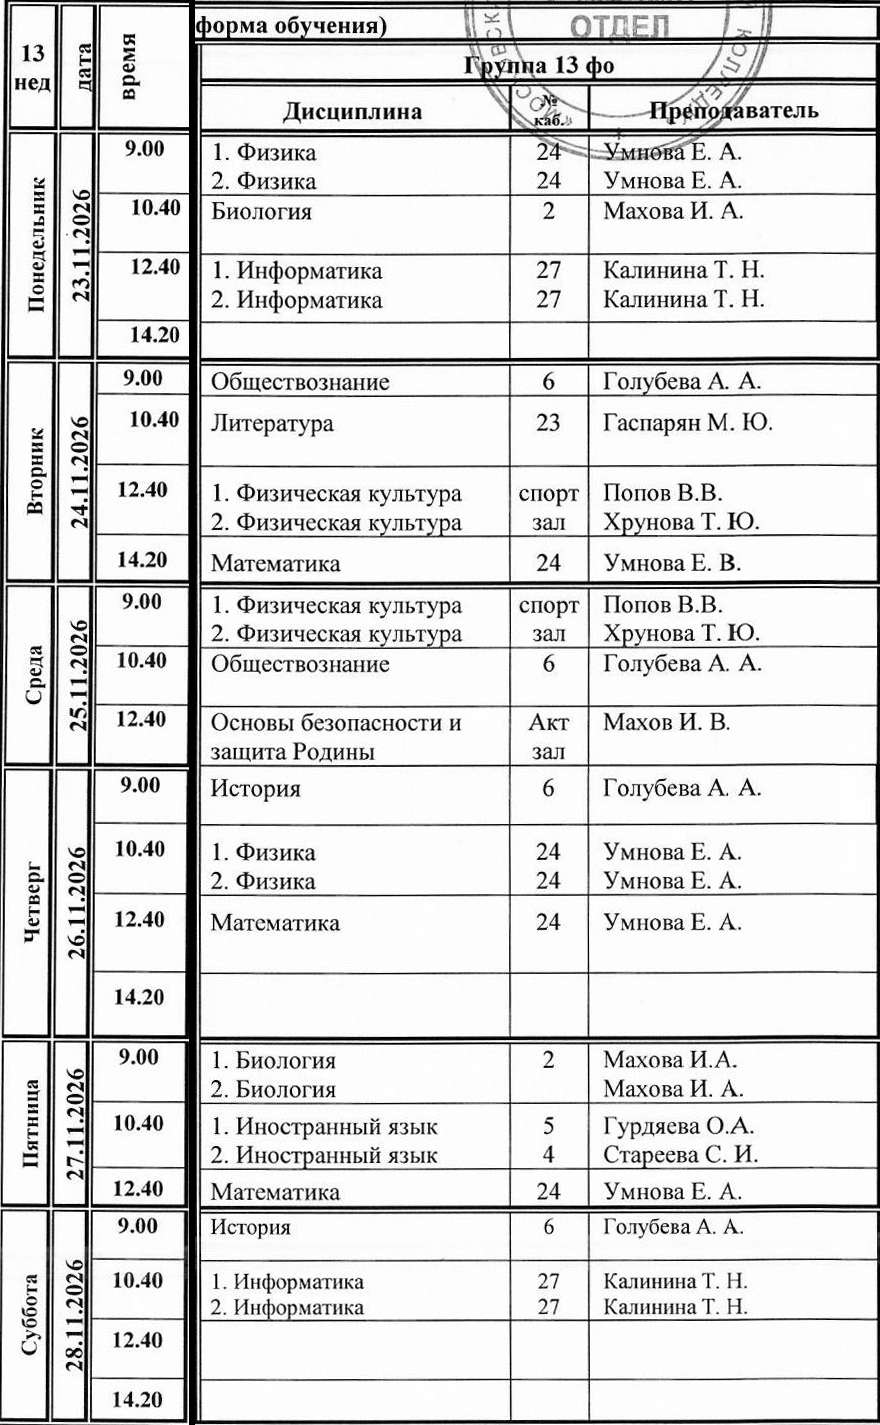 форма обучения)
ОТДЕЛ
13
нед
дата
время
Группа 13 фо
Дисциплина
№
каб.
Преподаватель
Понедельник
23.11.2026
9.00
1. Физика 24 Умнова Е. А.
2. Физика 24 Умнова Е. А.
10.40 Биология 2 Махова И. А.
12.40 1. Информатика 27 Калинина Т. Н.
2. Информатика 27 Калинина Т. Н.
14.20
Вторник
24.11.2026
9.00 Обществознание 6 Голубева А. А.
10.40 Литература 23 Гаспарян М. Ю.
12.40 1. Физическая культура спорт Попов В.В.
2. Физическая культура зал Хрунова Т. Ю.
14.20 Математика 24 Умнова Е. В.
Среда
25.11.2026
9.00 1. Физическая культура спорт Попов В.В.
2. Физическая культура зал Хрунова Т. Ю.
10.40 Обществознание 6 Голубева А. А.
12.40 Основы безопасности и Акт Махов И. В.
защита Родины зал
Четверг
26.11.2026
9.00 История 6 Голубева А. А.
10.40 1. Физика 24 Умнова Е. А.
2. Физика 24 Умнова Е. А.
12.40 Математика 24 Умнова Е. А.
14.20
Пятница
27.11.2026
9.00 1. Биология 2 Махова И.А.
2. Биология Махова И. А.
10.40 1. Иностранный язык 5 Гурдяева О.А.
2. Иностранный язык 4 Стареева С. И.
12.40 Математика 24 Умнова Е. А.
Суббота
28.11.2026
9.00 История 6 Голубева А. А.
10.40 1. Информатика 27 Калинина Т. Н.
2. Информатика 27 Калинина Т. Н.
12.40
14.20